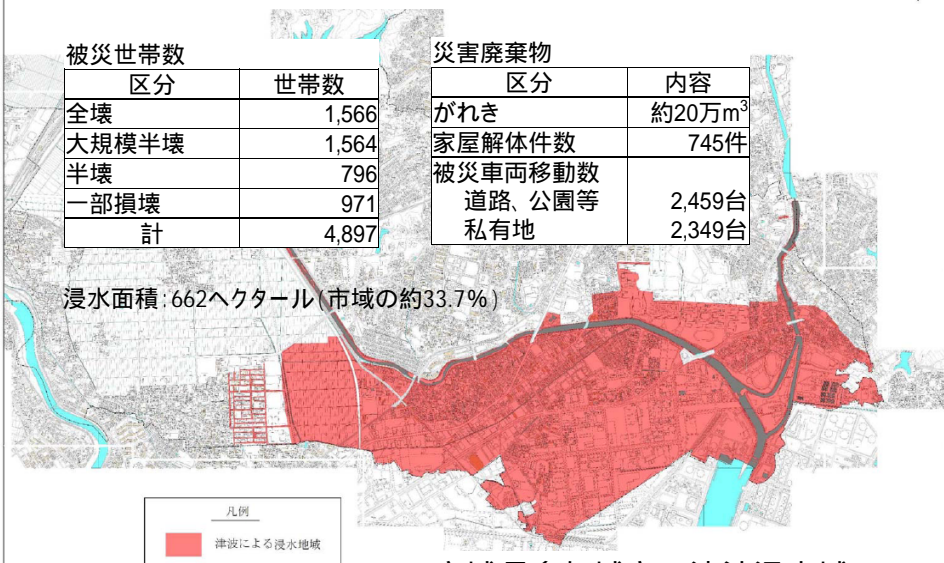 被災世帯数
区分 世帯数
全壊 1,566
大規模半壊 1,564
半壊 796
一部損壊 971
計 4,897
災害廃棄物
区分 内容
がれき 約20万m³
家屋解体件数 745件
被災車両移動数
道路、公園等 2,459台
私有地 2,349台
浸水面積:662ヘクタール(市域の約33.7%)
凡例
津波による浸水地域